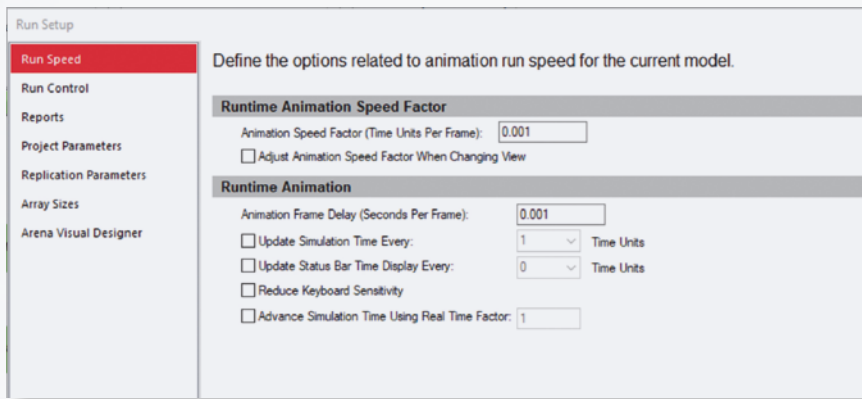 Run Setup
Run Speed
Run Control
Reports
Project Parameters
Replication Parameters
Array Sizes
Arena Visual Designer
Define the options related to animation run speed for the current model.
Runtime Animation Speed Factor
Animation Speed Factor (Time Units Per Frame): 0.001
Adjust Animation Speed Factor When Changing View
Runtime Animation
Animation Frame Delay (Seconds Per Frame): 0.001
Update Simulation Time Every: 1 Time Units
Update Status Bar Time Display Every: 0 Time Units
Reduce Keyboard Sensitivity
Advance Simulation Time Using Real Time Factor: 1